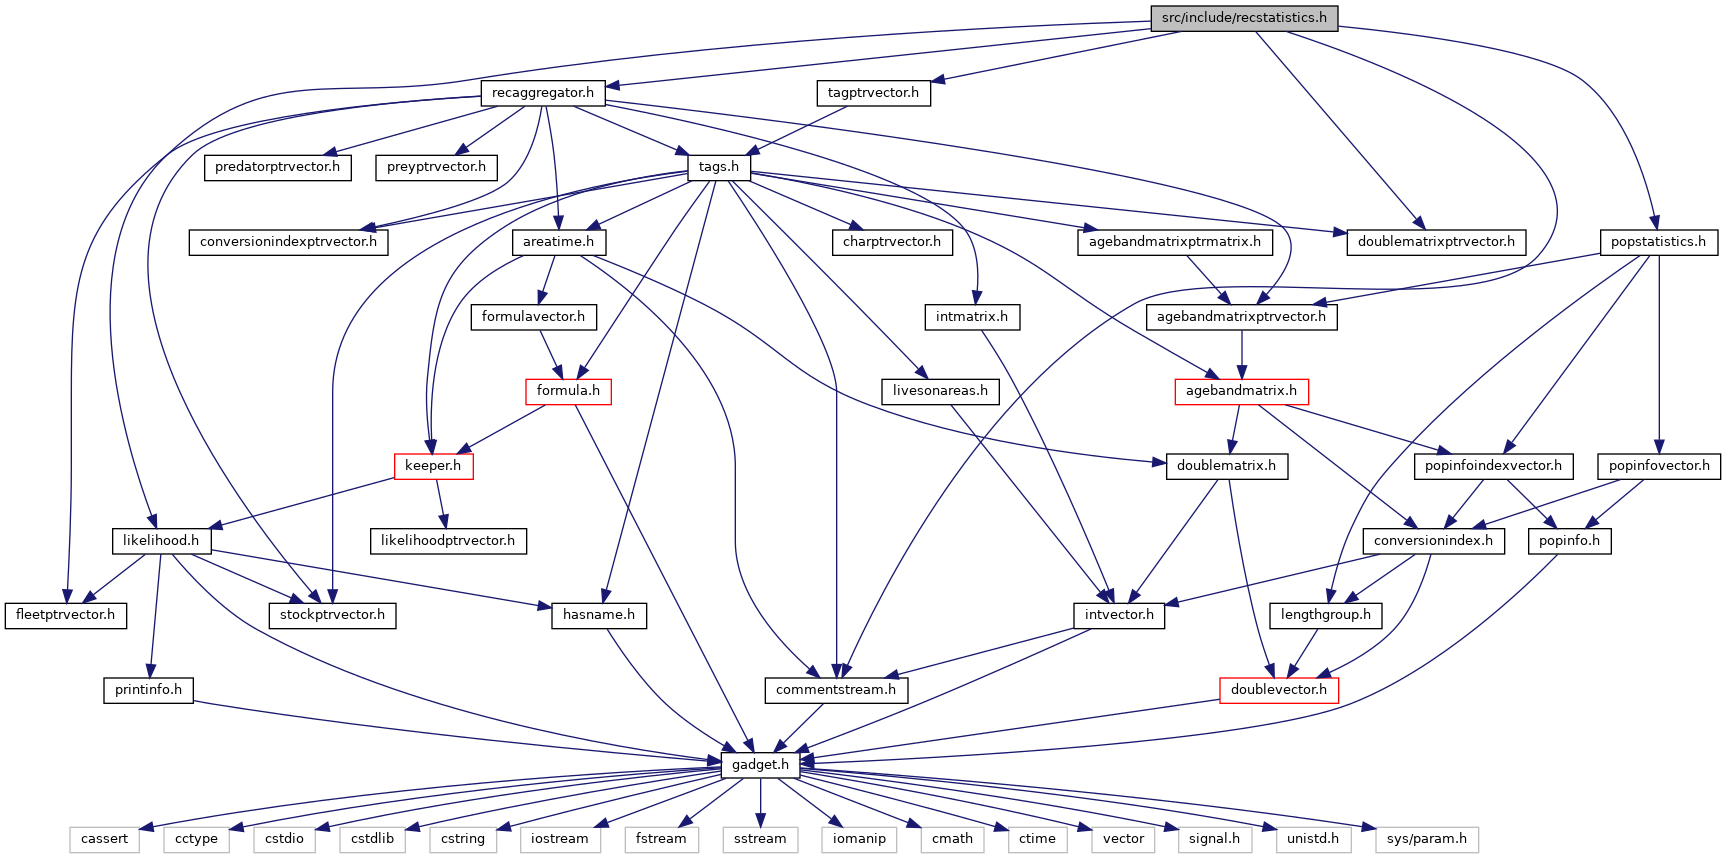 src/include/recstatistics.h
recaggregator.h
tagptrvector.h
predatorptrvector.h
preyptrvector.h
tags.h
conversionindexptrvector.h
areatime.h
charptrvector.h
agebandmatrixptrmatrix.h
doublematrixptrvector.h
popstatistics.h
formulavector.h
intmatrix.h
agebandmatrixptrvector.h
formula.h
livesonareas.h
agebandmatrix.h
keeper.h
doublematrix.h
popinfoindexvector.h
popinfovector.h
likelihood.h
likelihoodptrvector.h
conversionindex.h
popinfo.h
fleetptrvector.h
stockptrvector.h
hasname.h
intvector.h
lengthgroup.h
printinfo.h
commentstream.h
doublevector.h
gadget.h
cassert
cctype
cstdio
cstdlib
cstring
iostream
fstream
sstream
iomanip
cmath
ctime
vector
signal.h
unistd.h
sys/param.h